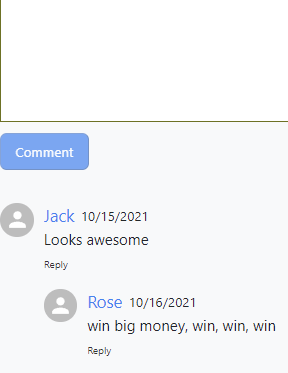 Comment
Jack 10/15/2021
Looks awesome
Reply
Rose 10/16/2021
win big money, win, win, win
Reply